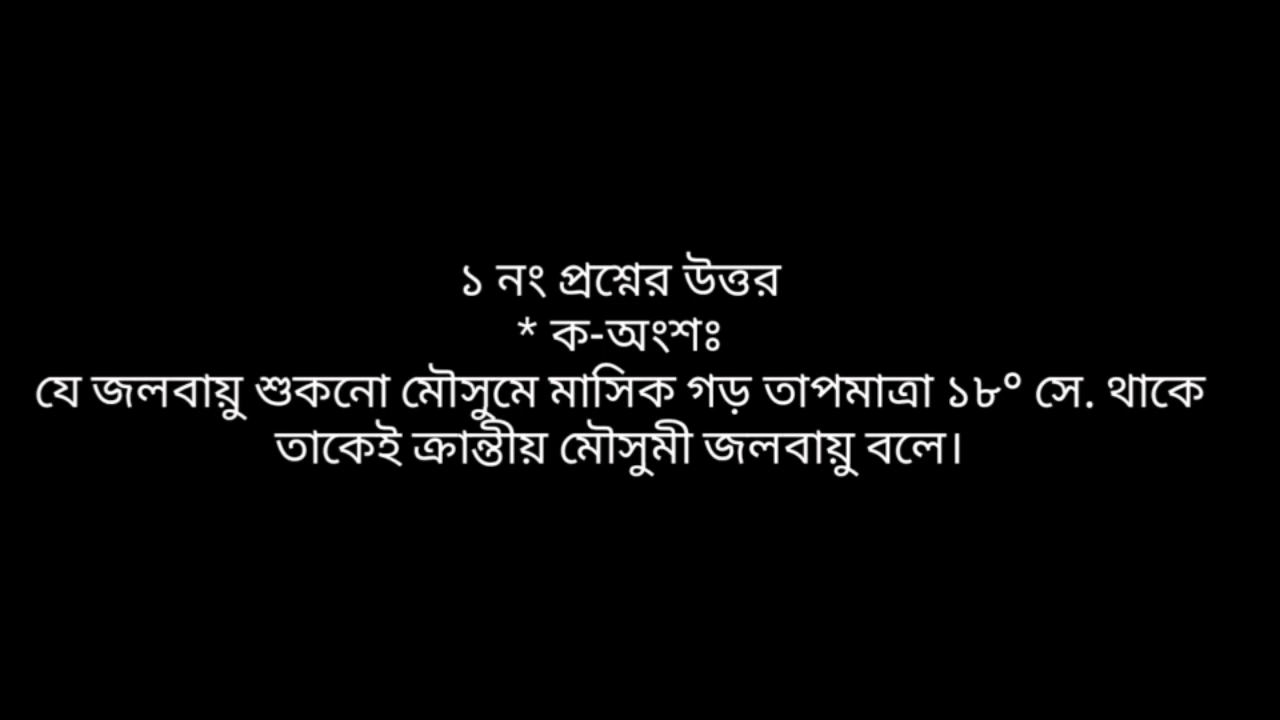 ১ নং প্রশ্নের উত্তর
* ক-অংশঃ
যে জলবায়ু শুকনো মৌসুমে মাসিক গড় তাপমাত্রা ১৮° সে. থাকে
তাকেই ক্রান্তীয় মৌসুমী জলবায়ু বলে।